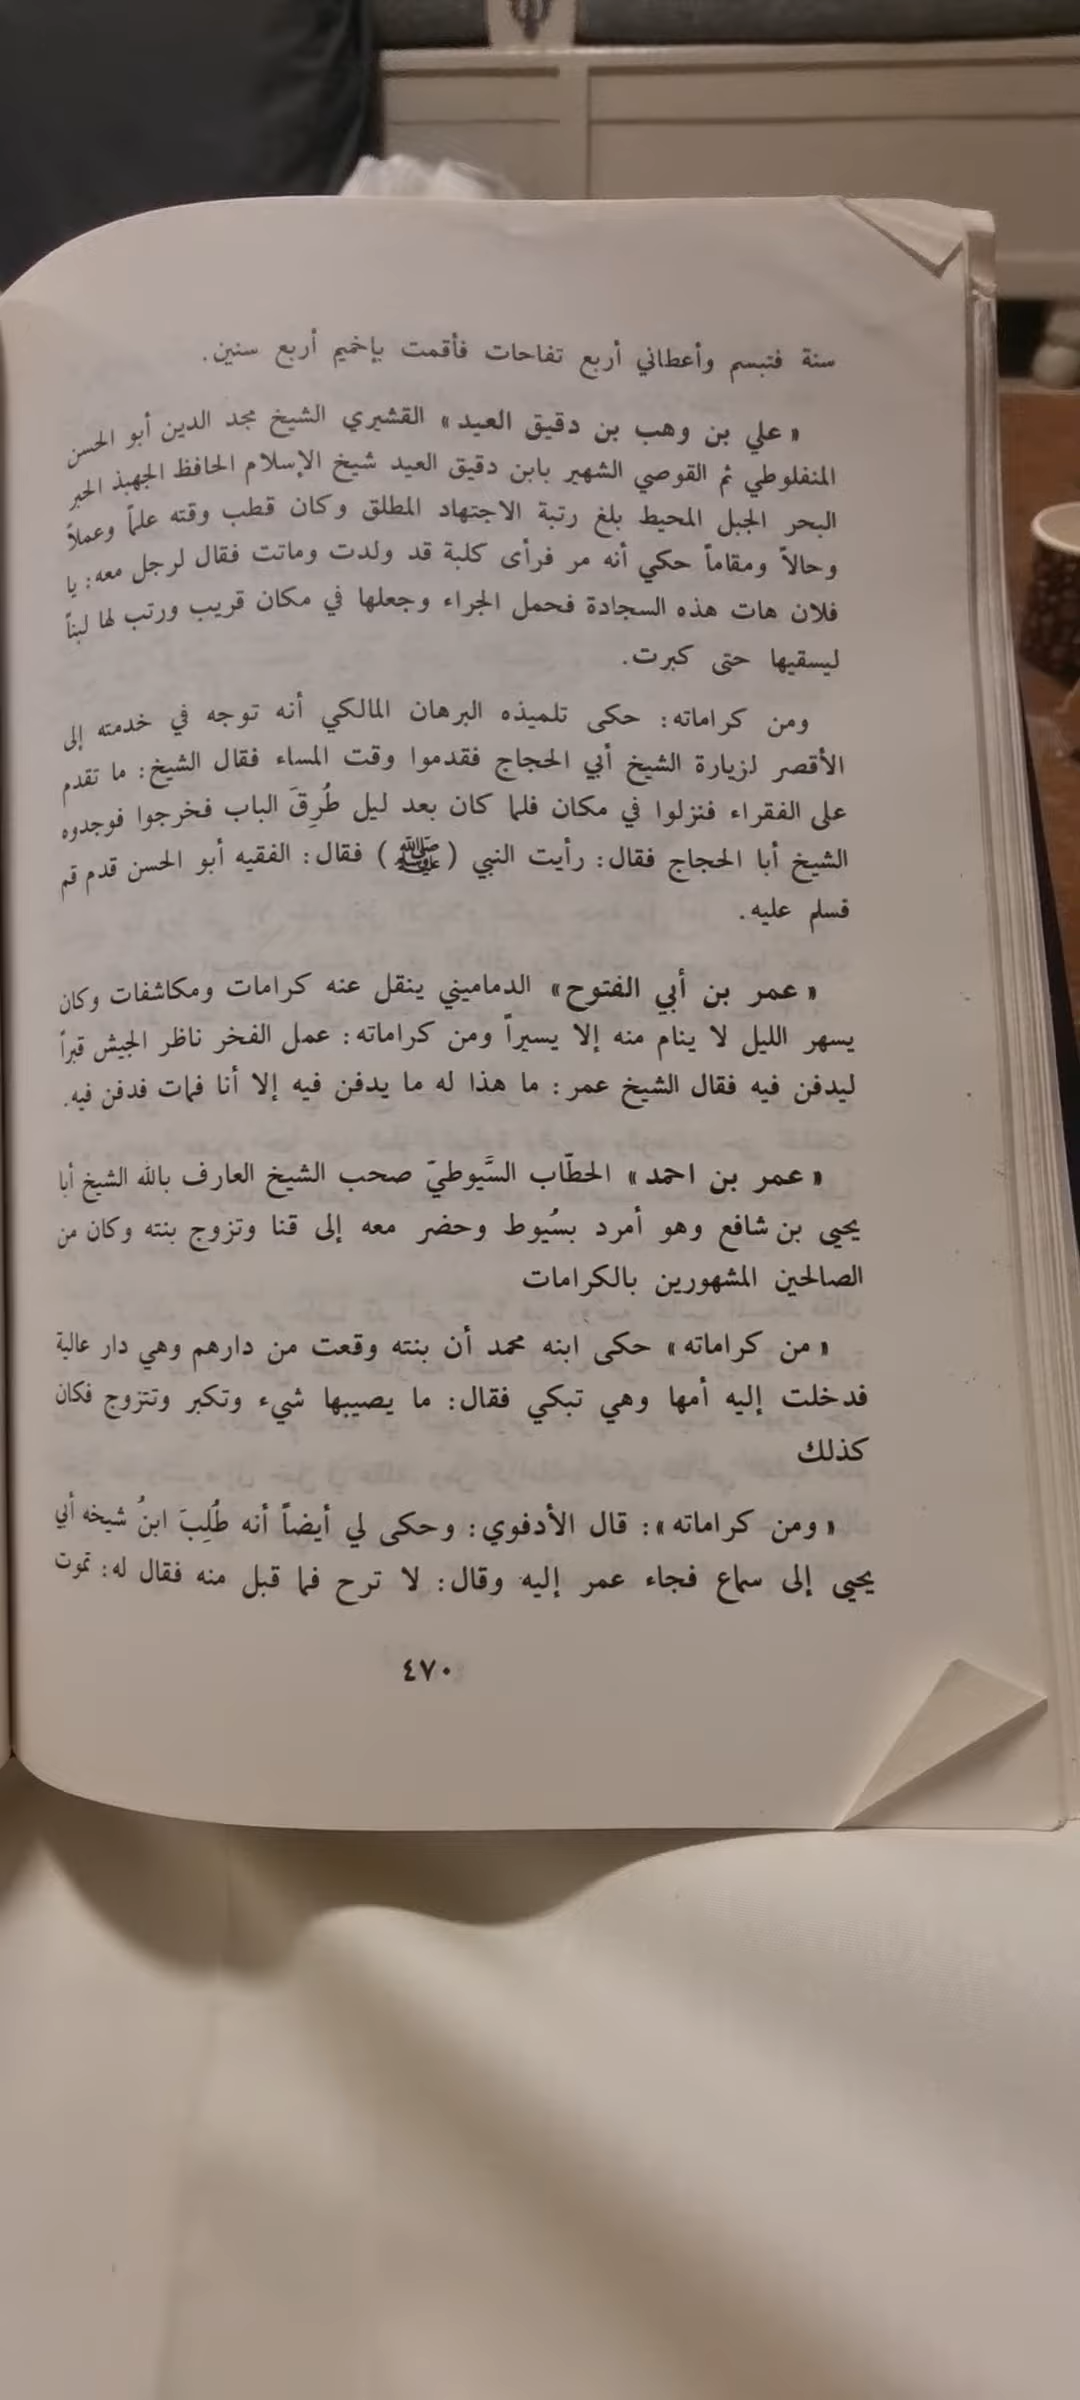 سنة فتبسم وأعطاني أربع تفاحات فأقمت بإخميم أربع سنين.
« علي بن وهب بن دقيق العيد » القشيري الشيخ مجد الدين أبو الحسن
المنفلوطي ثم القوصي الشهير بابن دقيق العيد شيخ الإسلام الحافظ الجهبذ الحبر
البحر الجبل المحيط بلغ رتبة الاجتهاد المطلق وكان قطب وقته علماً وعملاً
وحالاً ومقاماً حكي أنه مر فرأى كلبة قد ولدت وماتت فقال لرجل معه: يا
فلان هات هذه السجادة فحمل الجراء وجعلها في مكان قريب ورتب لها لبناً
ليسقيها حتى كبرت.
ومن كراماته: حكى تلميذه البرهان المالكي أنه توجه في خدمته إلى
الأقصر لزيارة الشيخ أبي الحجاج فقدموا وقت المساء فقال الشيخ: ما تقدم
على الفقراء فنزلوا في مكان فلما كان بعد ليل طُرِقَ الباب فخرجوا فوجدوه
الشيخ أبا الحجاج فقال: رأيت النبي (ﷺ) فقال: الفقيه أبو الحسن قدم قم
فسلم عليه.
« عمر بن أبي الفتوح » الدماميني ينقل عنه كرامات ومكاشفات وكان
يسهر الليل لا ينام منه إلا يسيراً ومن كراماته: عمل الفخر ناظر الجيش قبراً
ليدفن فيه فقال الشيخ عمر: ما هذا له ما يدفن فيه إلا أنا فمات فدفن فيه.
« عمر بن احمد » الحطّاب السَّيوطيّ صحب الشيخ العارف بالله الشيخ أبا
يحيى بن شافع وهو أمرد بسُيوط وحضر معه إلى قنا وتزوج بنته وكان من
الصالحين المشهورين بالكرامات
« من كراماته » حكى ابنه محمد أن بنته وقعت من دارهم وهي دار عالية
فدخلت إليه أمها وهي تبكي فقال: ما يصيبها شيء وتكبر وتتزوج فكان
كذلك
« ومن كراماته »: قال الأدفوي: وحكى لي أيضاً أنه طُلِبَ ابنُ شيخه أبي
يحيى إلى سماع فجاء عمر إليه وقال: لا ترح فما قبل منه فقال له: تموت
٤٧٠